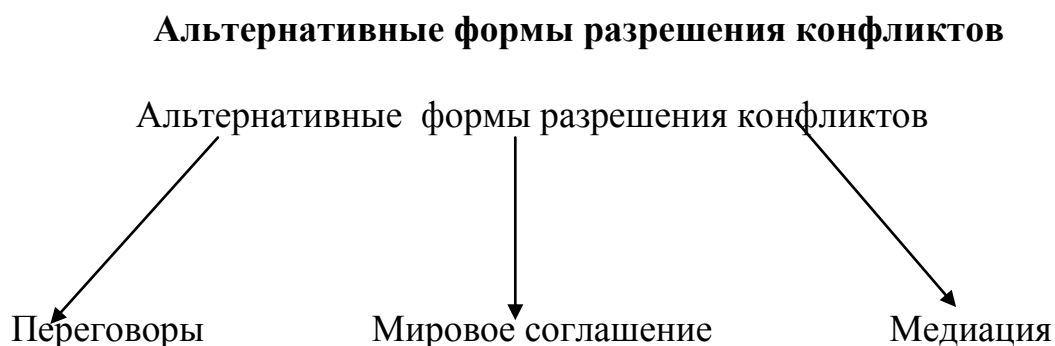 Альтернативные формы разрешения конфликтов
Альтернативные формы разрешения конфликтов
Переговоры Мировое соглашение Медиация